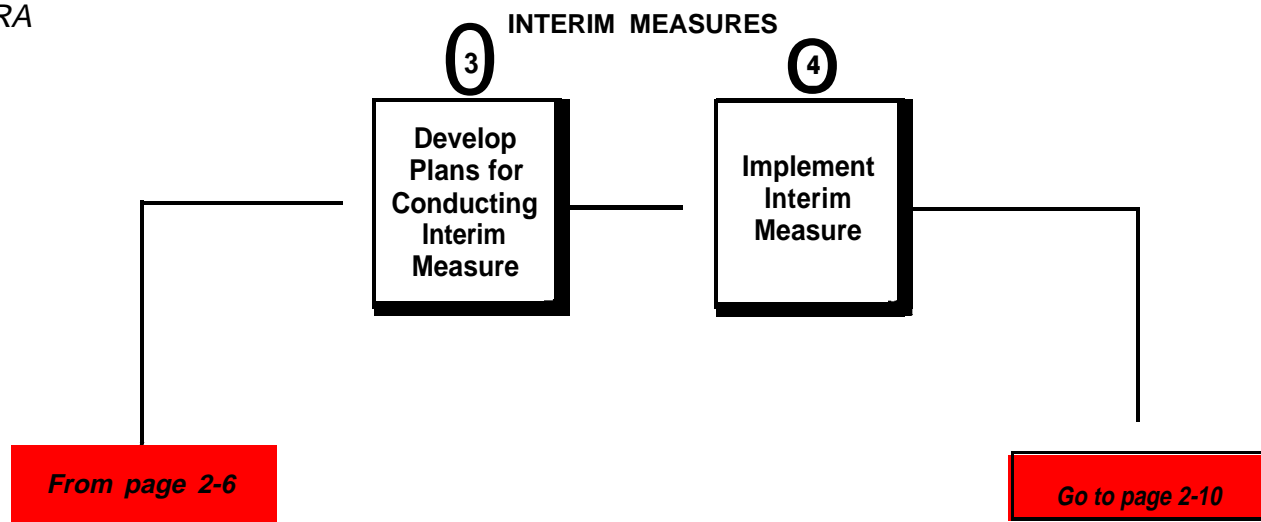 RA
INTERIM MEASURES
3
4
Develop
Plans for
Conducting
Interim
Measure
Implement
Interim
Measure
From page 2-6
Go to page 2-10